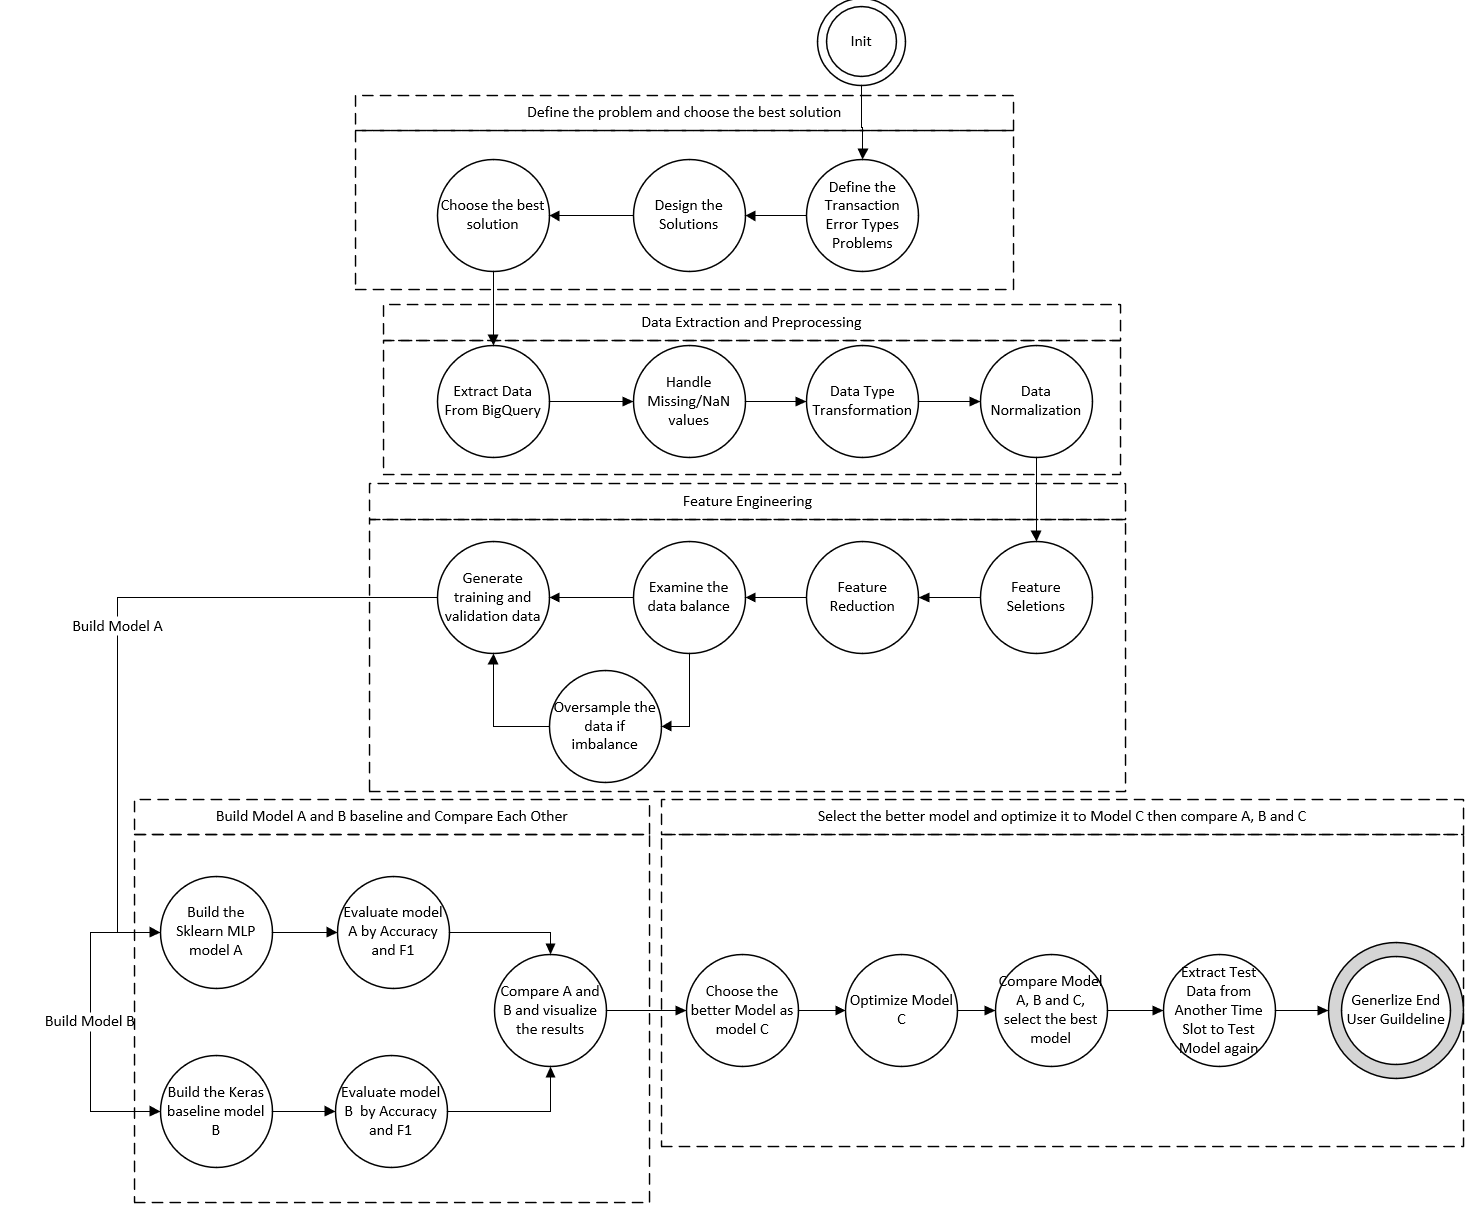 Init
Define the problem and choose the best solution
Choose the best
solution
Design the
Solutions
Define the
Transaction
Error Types
Problems
Data Extraction and Preprocessing
Extract Data
From BigQuery
Handle
Missing/NaN
values
Data Type
Transformation
Data
Normalization
Feature Engineering
Generate
training and
validation data
Examine the
data balance
Feature
Reduction
Feature
Seletions
Build Model A
Oversample the
data if
imbalance
Build Model A and B baseline and Compare Each Other
Build the
Sklearn MLP
model A
Evaluate model
A by Accuracy
and F1
Compare A and
B and visualize
the results
Build Model B
Build the Keras
baseline model
B
Evaluate model
B by Accuracy
and F1
Select the better model and optimize it to Model C then compare A, B and C
Choose the
better Model as
model C
Optimize Model
C
Compare Model
A, B and C,
select the best
model
Extract Test
Data from
Another Time
Slot to Test
Model again
Generlize End
User Guildeline